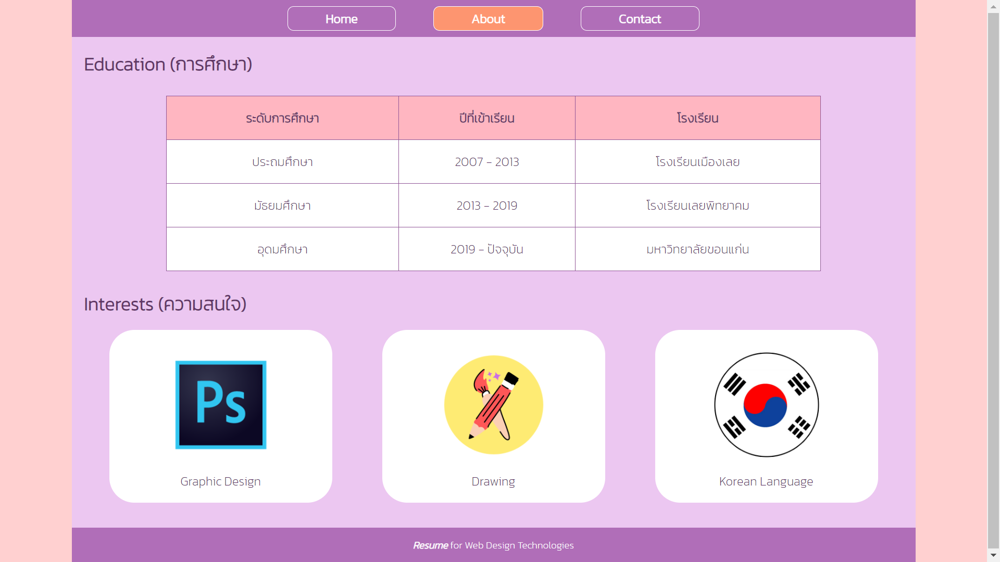 Home About Contact
Education (การศึกษา)
ระดับการศึกษา ปีที่เข้าเรียน โรงเรียน
ประถมศึกษา 2007 - 2013 โรงเรียนเมืองเลย
มัธยมศึกษา 2013 - 2019 โรงเรียนเลยพิทยาคม
อุดมศึกษา 2019 - ปัจจุบัน มหาวิทยาลัยขอนแก่น
Interests (ความสนใจ)
Ps
Graphic Design Drawing Korean Language
Resume for Web Design Technologies